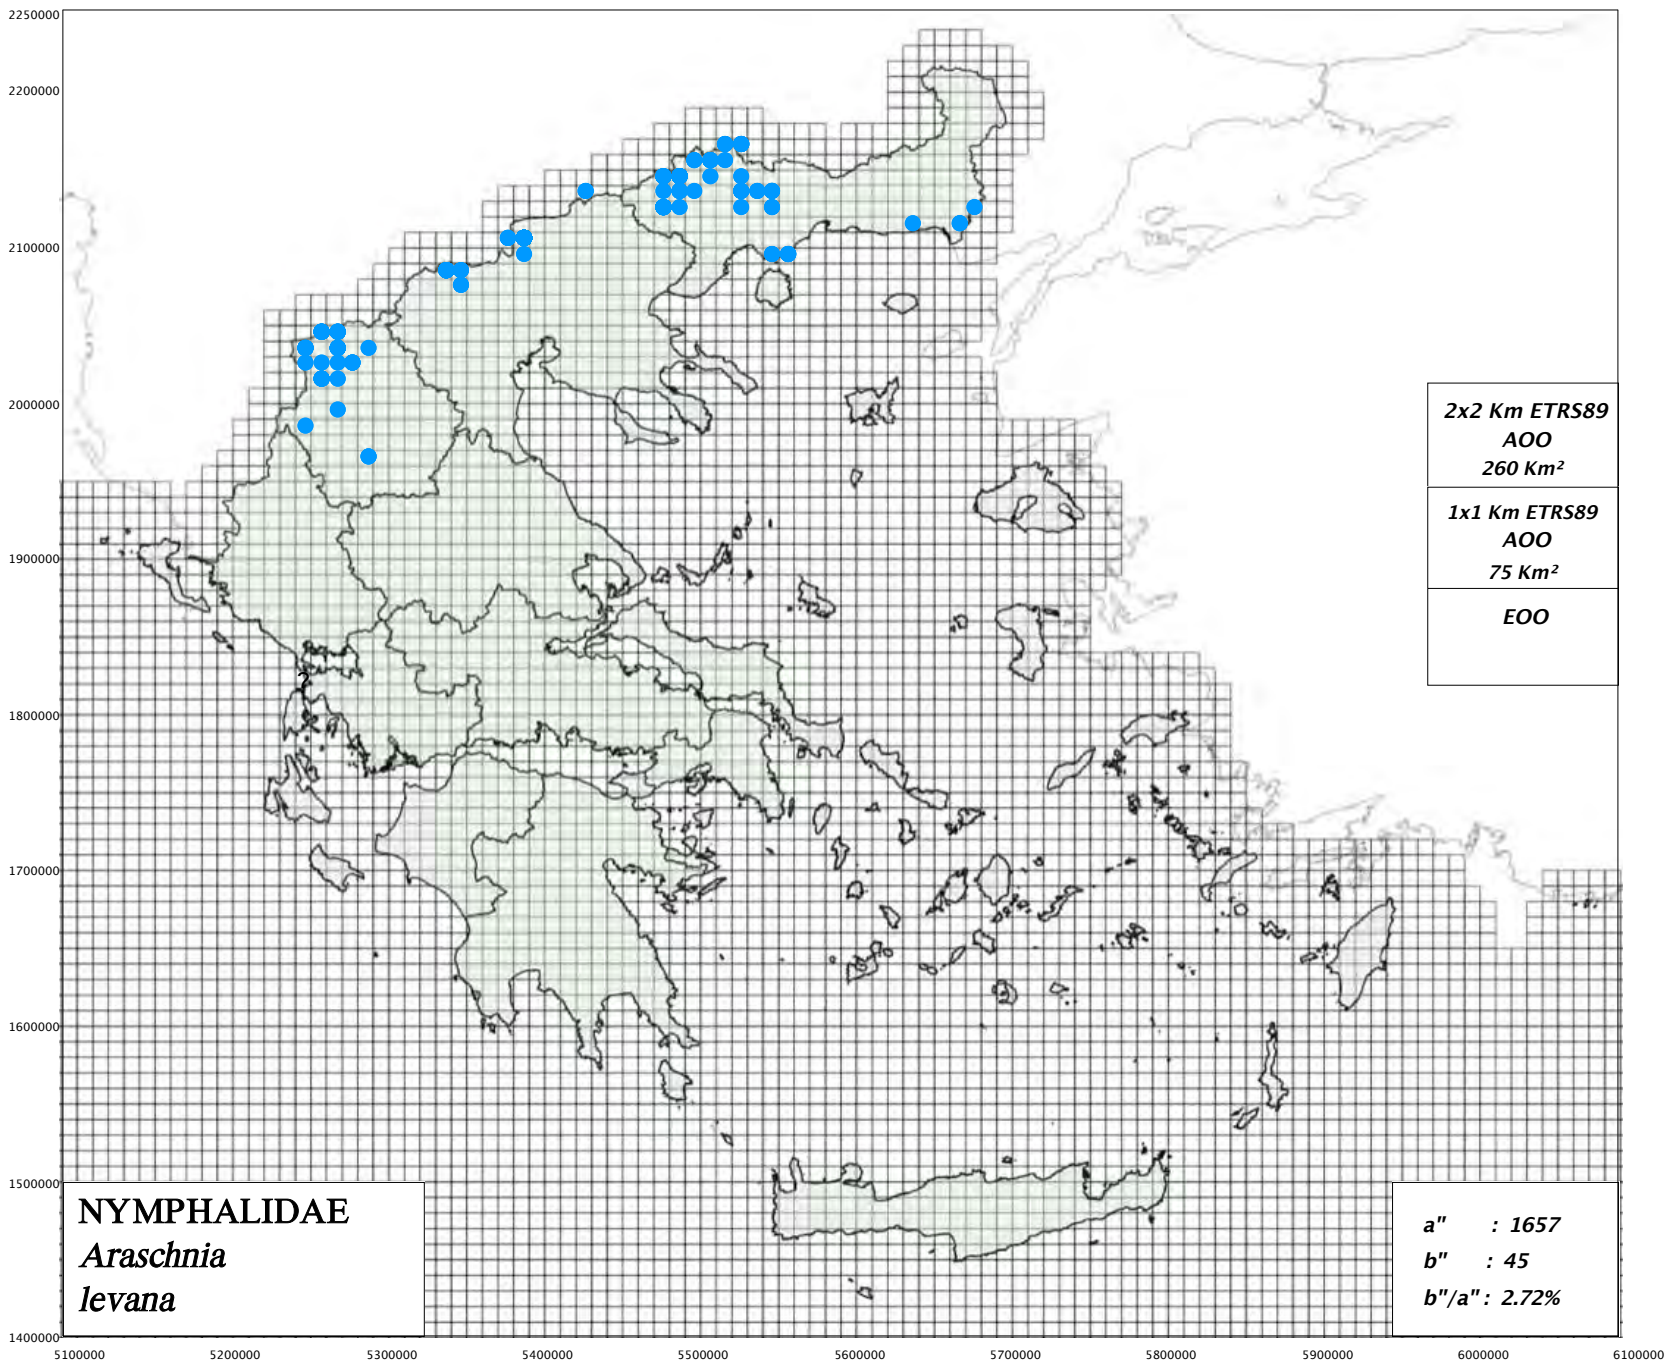 2250000
2200000
2100000
2000000
1900000
1800000
1700000
1600000
1500000
1400000
5100000 5200000 5300000 5400000 5500000 5600000 5700000 5800000 5900000 6000000 6100000
2x2 Km ETRS89
AOO
260 Km²
1x1 Km ETRS89
AOO
75 Km²
EOO
?
NYMPHALIDAE
Araschnia
levana
a" : 1657
b" : 45
b"/a" : 2.72%